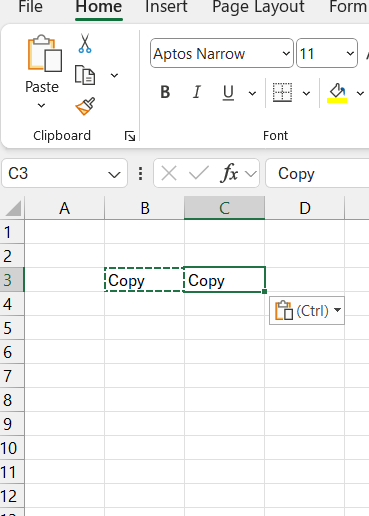 File Home Insert Page Layout Form
Paste
Aptos Narrow 11
B I U
Clipboard Font
C3 fx Copy
A B C D
1
2
3 Copy Copy
(Ctrl)
4
5
6
7
8
9
10
11
12